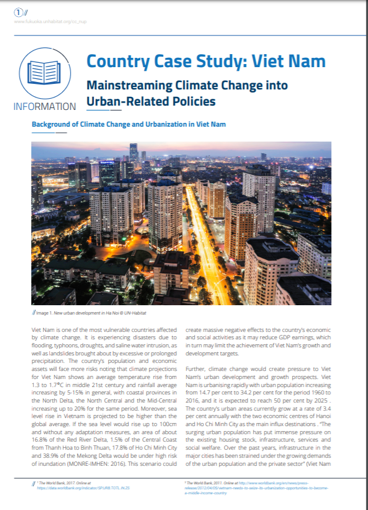 1 //
www.fukuoka.unhabitat.org/cn_cop
INFORMATION
Country Case Study: Viet Nam
Mainstreaming Climate Change into
Urban-Related Policies
Background of Climate Change and Urbanization in Viet Nam
// Image 1: New urban development in Ha Noi © UN-Habitat
Viet Nam is one of the most vulnerable countries affected
by climate change. It is experiencing disasters due to
flooding, typhoons, droughts, and saline water intrusion, as
well as landslides brought about by excessive or prolonged
precipitation. The country's population and economic
assets will face more risks noting that climate projections
for Viet Nam shows an average temperature rise from
1.3 to 1.7°C in middle 21st century and rainfall average
increasing by 5-15% in general, with coastal provinces in
the North Delta, the North Central and the Mid-Central
increasing up to 20% for the same period. Moreover, sea
level rise in Vietnam is projected to be higher than the
global average. If the sea level would rise up to 100cm
and without any adaptation measures, an area of about
16.8% of the Red River Delta, 1.5% of the Central Coast
from Thanh Hoa to Binh Thuan, 17.8% of Ho Chi Minh City
and 38.9% of the Mekong Delta would be under high risk
of inundation (MONRE-IMHEN: 2016). This scenario could
create massive negative effects to the country's economic
and social activities as it may reduce GDP earnings, which
in turn may limit the achievement of Viet Nam's growth and
development targets.
Further, climate change would create pressure to Viet
Nam's urban development and growth prospects. Viet
Nam is urbanising rapidly with urban population increasing
from 14.7 per cent to 34.2 per cent for the period 1960 to
2016, and it is expected to reach 50 per cent by 2025 .
The country's urban areas currently grow at a rate of 3.4
per cent annually with the two economic centres of Hanoi
and Ho Chi Minh City as the main influx destinations . "The
surging urban population has put immense pressure on
the existing housing stock, infrastructure, services and
social welfare. Over the past years, infrastructure in the
major cities has been strained under the growing demands
of the urban population and the private sector" (Viet Nam
// ¹ The World Bank, 2017. Online at
² The World Bank, 2017. Online at